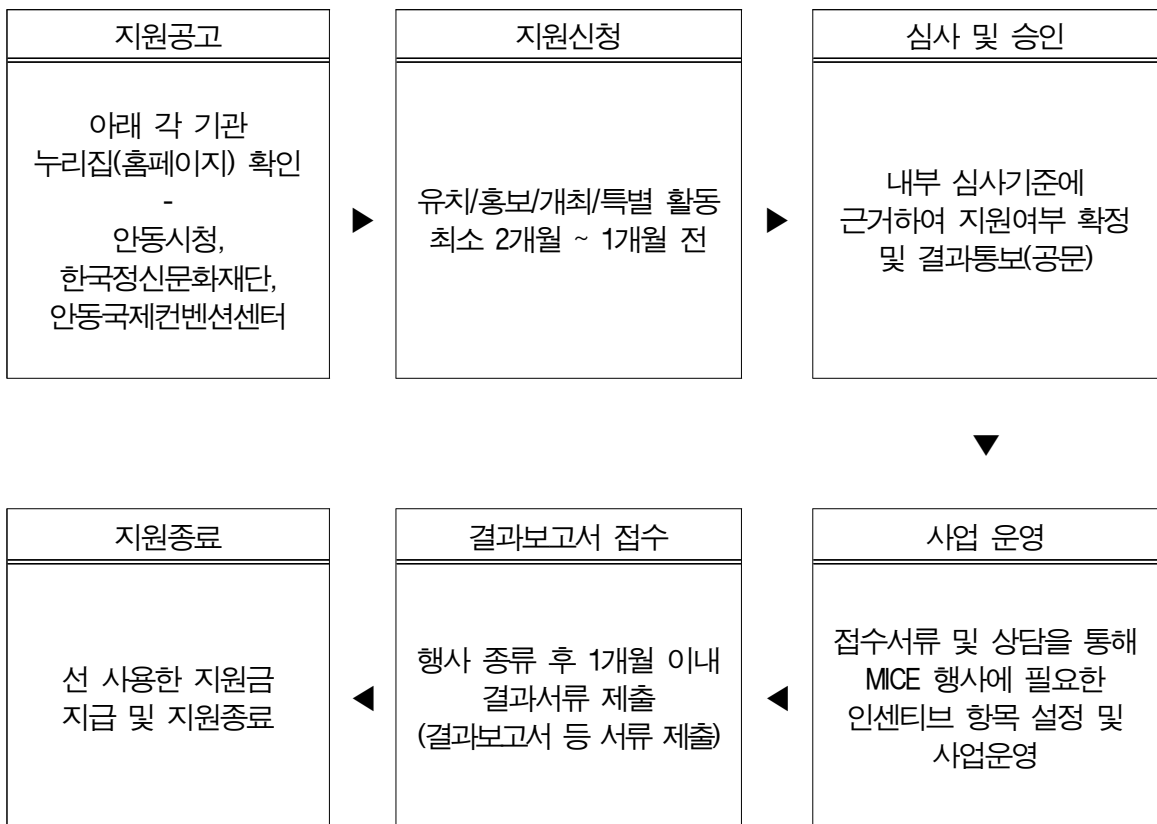 지원공고
아래 각 기관
누리집(홈페이지) 확인
-
안동시청,
한국정신문화재단,
안동국제컨벤션센터
▶
지원신청
유치/홍보/개최/특별 활동
최소 2개월 ~ 1개월 전
▶
심사 및 승인
내부 심사기준에
근거하여 지원여부 확정
및 결과통보(공문)
▼
사업 운영
접수서류 및 상담을 통해
MICE 행사에 필요한
인센티브 항목 설정 및
사업운영
◀
결과보고서 접수
행사 종류 후 1개월 이내
결과서류 제출
(결과보고서 등 서류 제출)
◀
지원종료
선 사용한 지원금
지급 및 지원종료